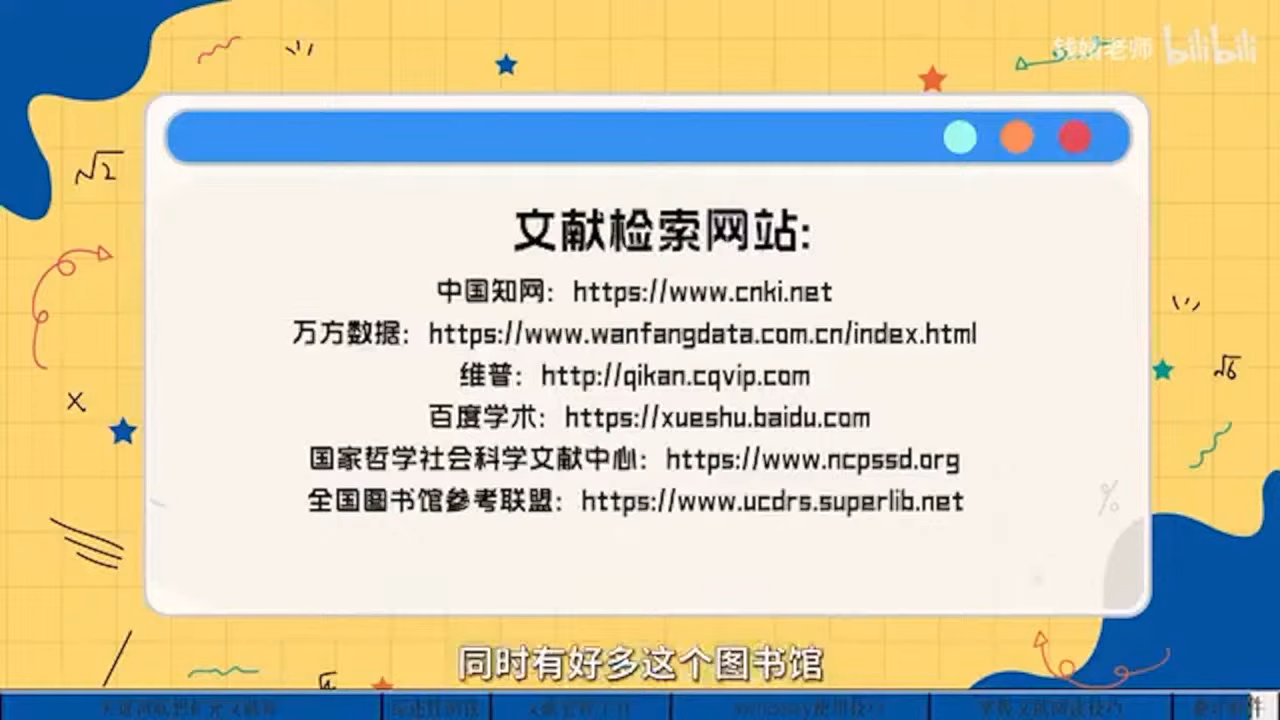 bilibili
√2
文献检索网站:
中国知网：https://www.cnki.net
万方数据：https://www.wanfangdata.com.cn/index.html
维普：http://qikan.cqvip.com
百度学术：https://xueshu.baidu.com
国家哲学社会科学文献中心：https://www.ncpssd.org
全国图书馆参考联盟：https://www.ucdrs.superlib.net
√6
x
%
同时有好多这个图书馆